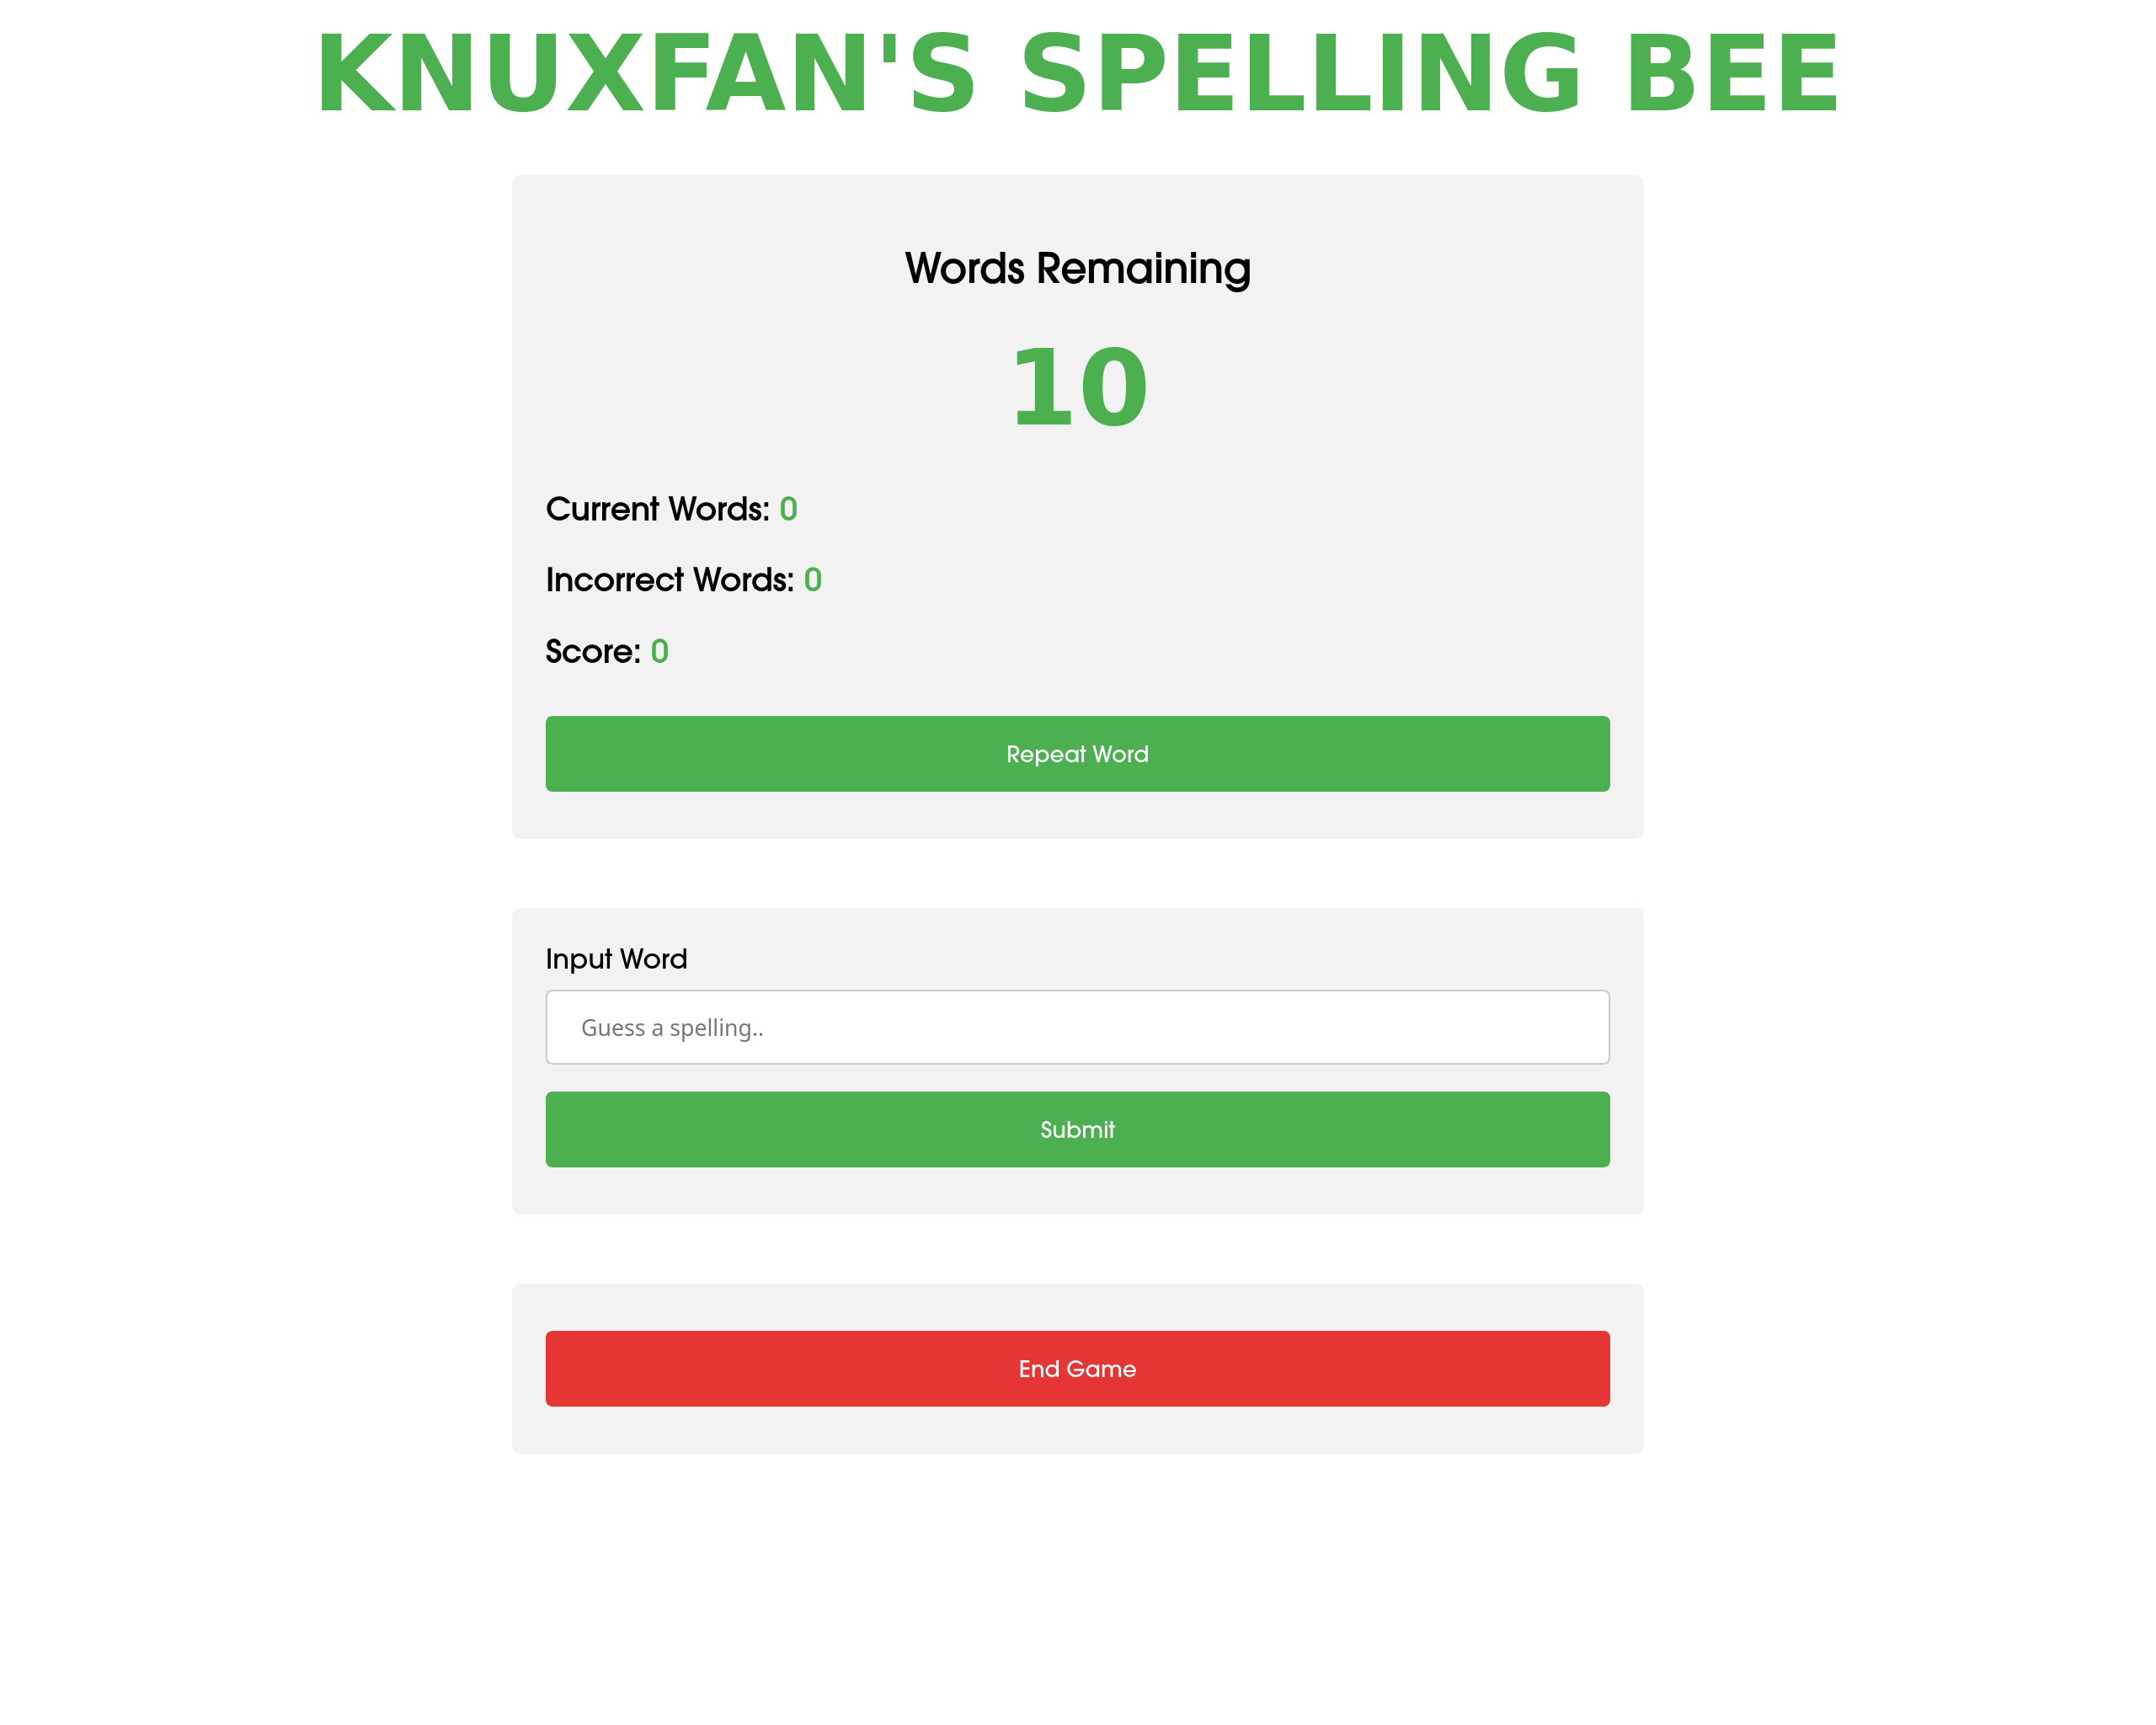 KNUXFAN'S SPELLING BEE
Words Remaining
10
Current Words: 0
Incorrect Words: 0
Score: 0
Repeat Word
Input Word
Guess a spelling..
Submit
End Game